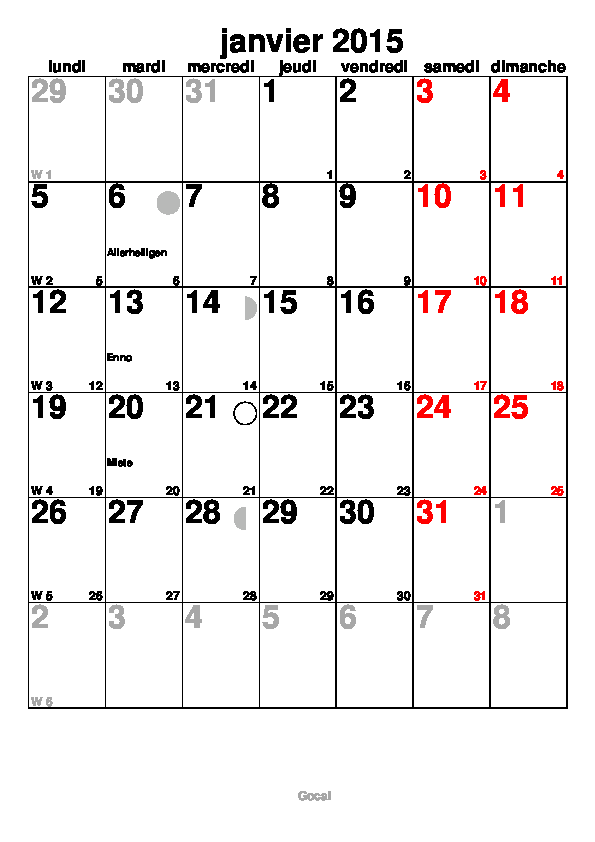 janvier 2015
lundi mardi mercredi jeudi vendredi samedi dimanche
29 30 31 1 2 3 4
W 1 1 2 3 4
5 6 7 8 9 10 11
Allerheiligen
W 2 5 6 7 8 9 10 11
12 13 14 15 16 17 18
Enno
W 3 12 13 14 15 16 17 18
19 20 21 22 23 24 25
Miete
W 4 19 20 21 22 23 24 25
26 27 28 29 30 31 1
W 5 26 27 28 29 30 31
2 3 4 5 6 7 8
W 6
Gocal